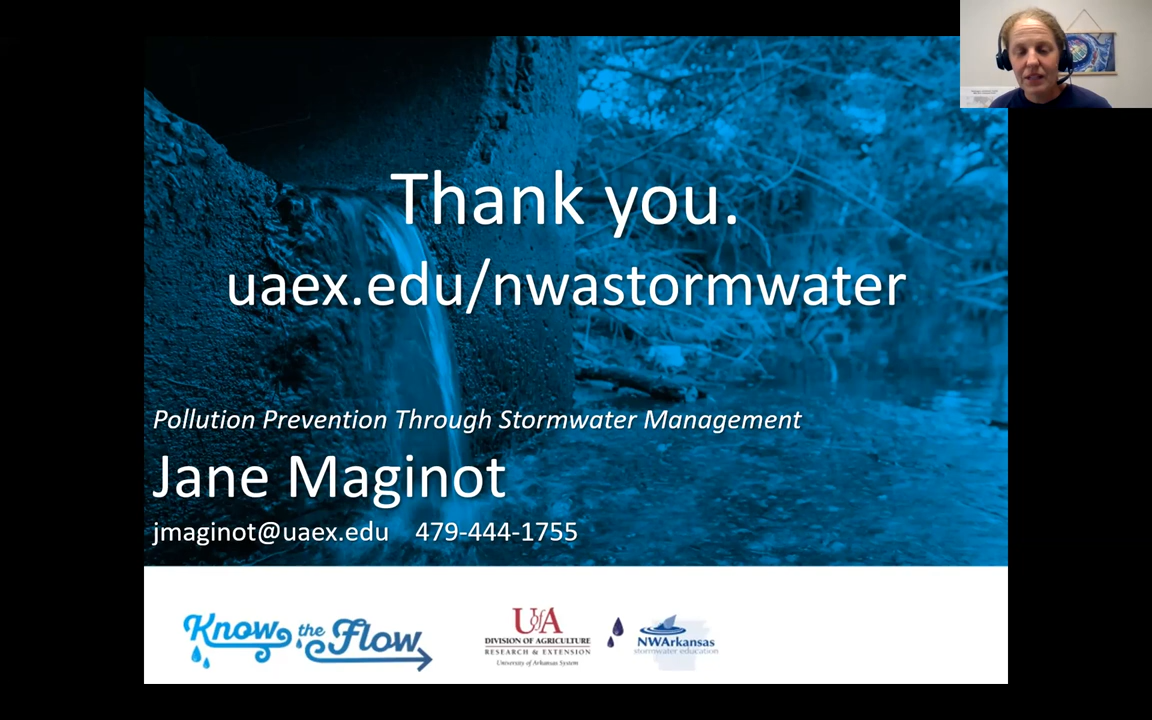 Thank you.
uaex.edu/nwastormwater
Pollution Prevention Through Stormwater Management
Jane Maginot
jmaginot@uaex.edu 479-444-1755
Know the Flow
UofA
DIVISION OF AGRICULTURE
RESEARCH & EXTENSION
University of Arkansas System
NWArkansas
stormwater education